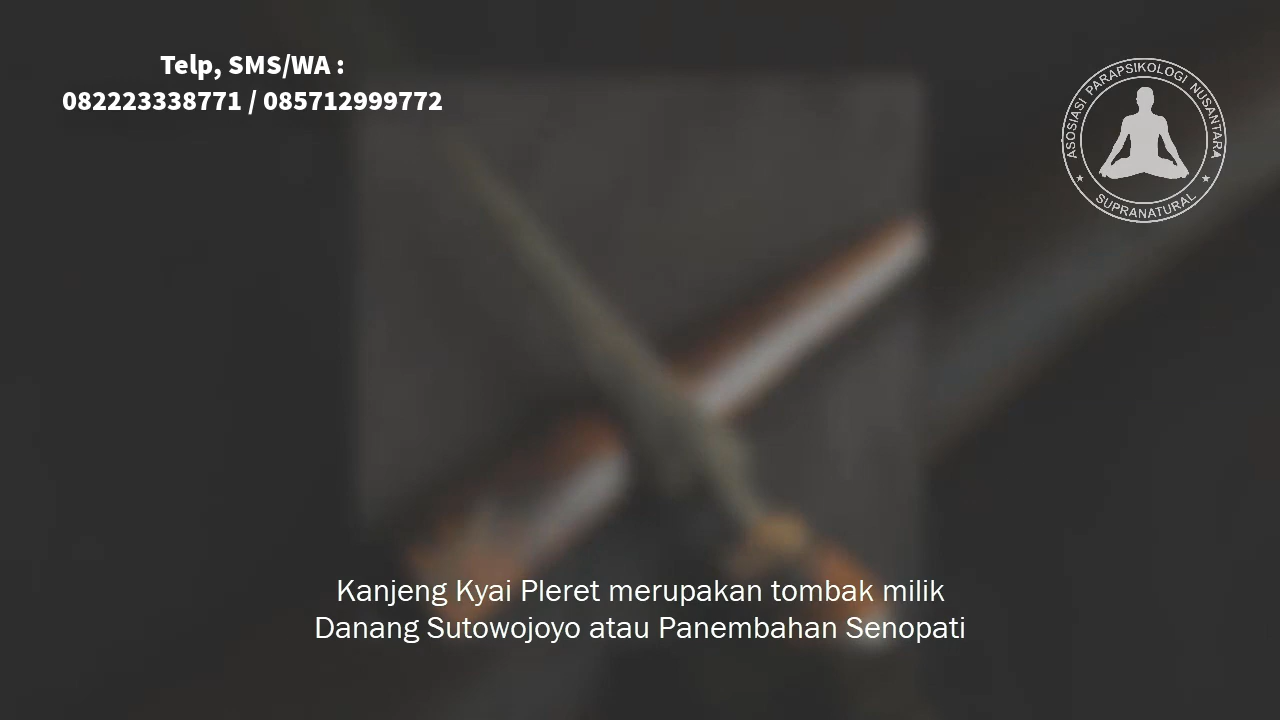 Telp, SMS/WA :
082223338771 / 085712999772
ASOSIASI PARAPSIKOLOGI NUSANTARA
SUPRANATURAL
Kanjeng Kyai Pleret merupakan tombak milik
Danang Sutowojoyo atau Panembahan Senopati